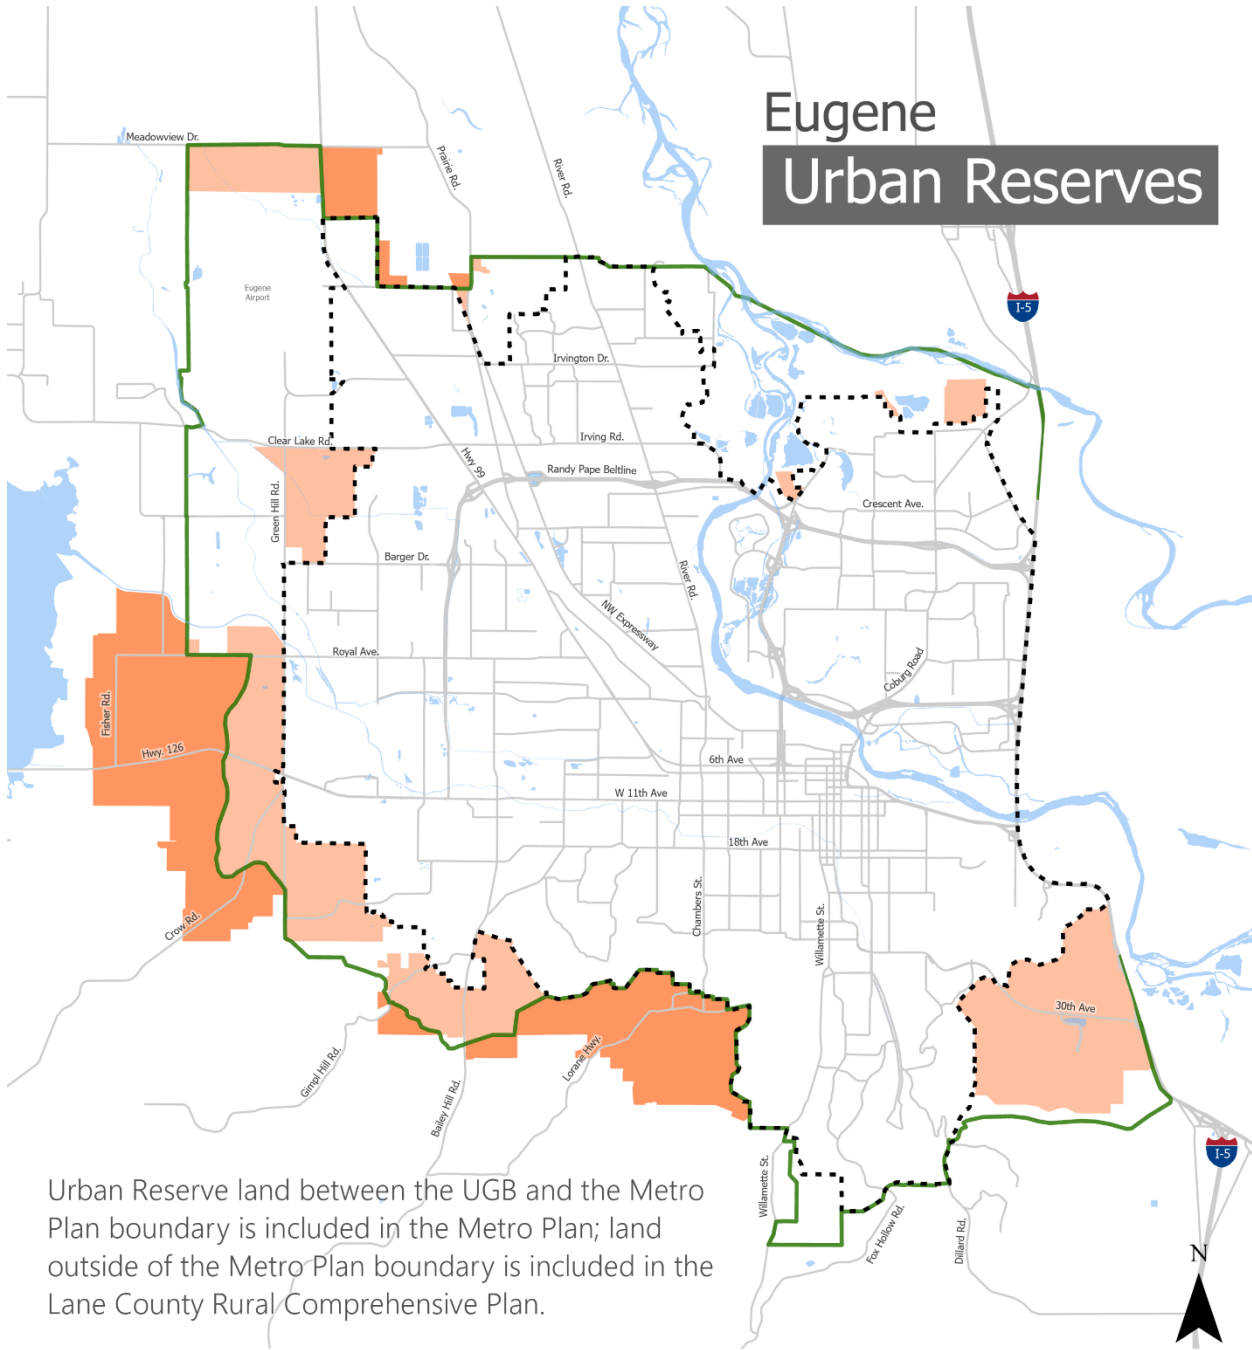 Eugene
Urban Reserves
Meadowview Dr.
Prairie Rd.
River Rd.
Eugene
Airport
I-5
Irvington Dr.
Clear Lake Rd.
Irving Rd.
Hwy 99
Randy Pape Beltline
Green Hill Rd.
Crescent Ave.
Barger Dr.
River Rd.
NW Expressway
Royal Ave.
Coburg Road
Fisher Rd.
Hwy. 126
6th Ave
W 11th Ave
18th Ave
Chambers St.
Willamette St.
Crow Rd.
30th Ave
Gimpl Hill Rd.
Lorane Hwy.
Bailey Hill Rd.
I-5
Willamette St.
Fox Hollow Rd.
Dillard Rd.
Urban Reserve land between the UGB and the Metro
Plan boundary is included in the Metro Plan; land
outside of the Metro Plan boundary is included in the
Lane County Rural Comprehensive Plan.
N